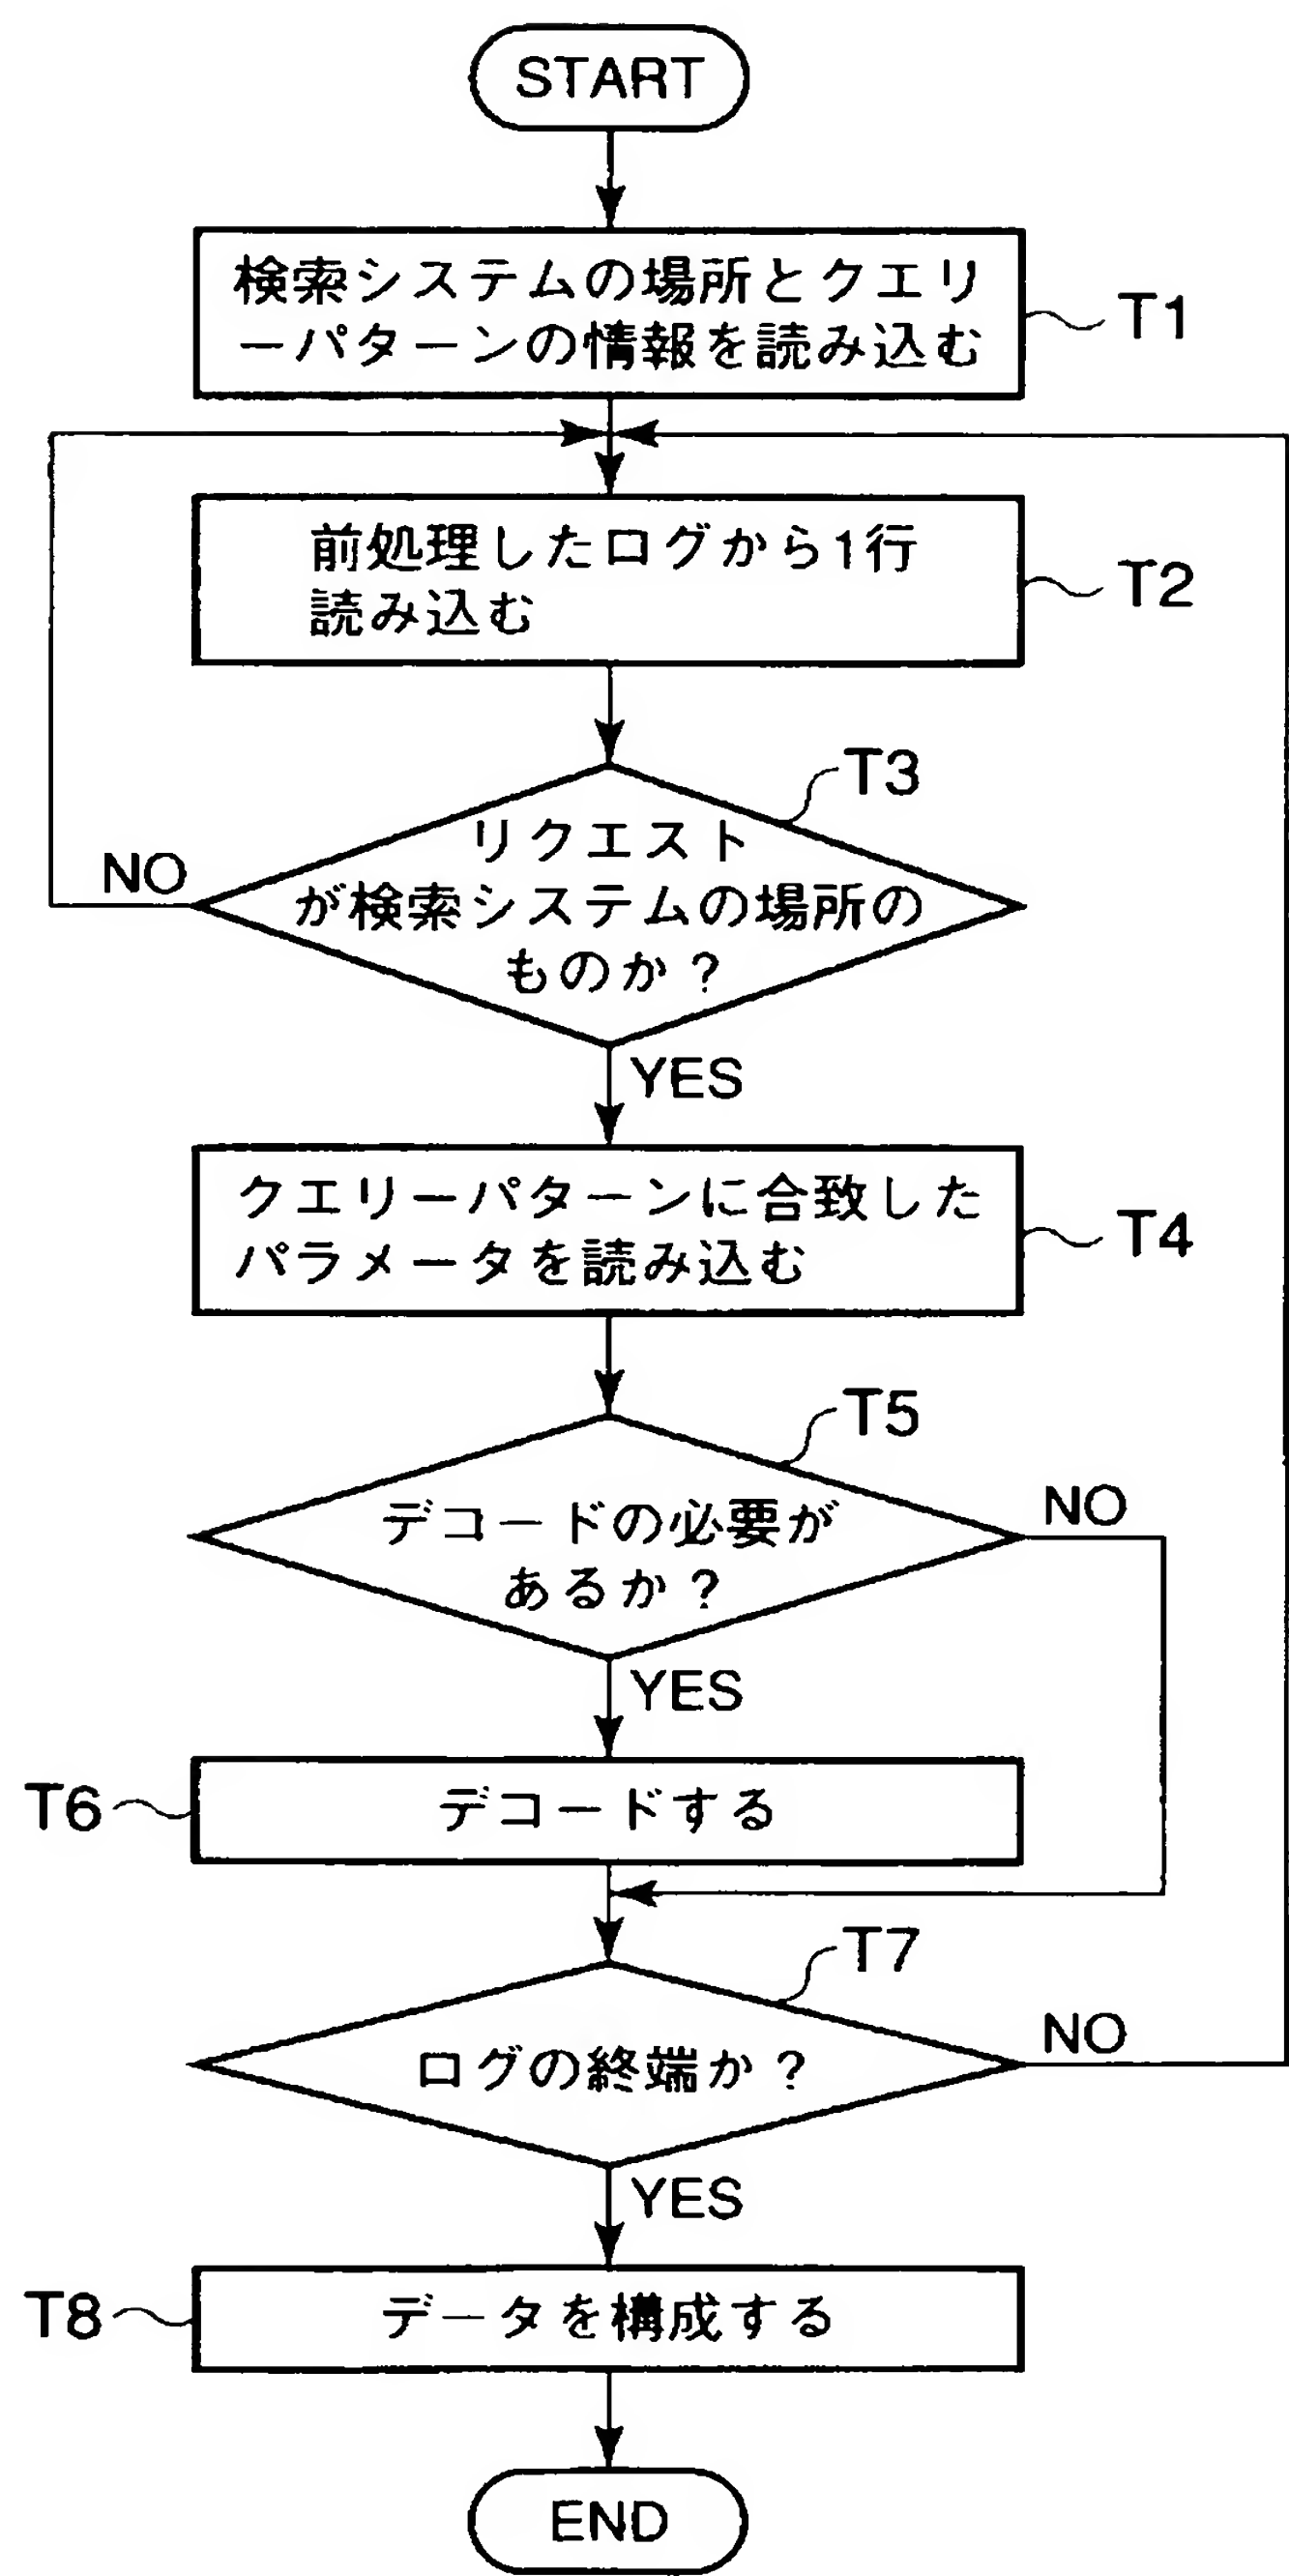 START
検索システムの場所とクエリ
ーパターンの情報を読み込む
T1
前処理したログから1行
読み込む
T2
T3
リクエスト
が検索システムの場所の
ものか？
NO
YES
クエリーパターンに合致した
パラメータを読み込む
T4
T5
デコードの必要が
あるか？
NO
YES
T6
デコードする
T7
ログの終端か？
NO
YES
T8
データを構成する
END